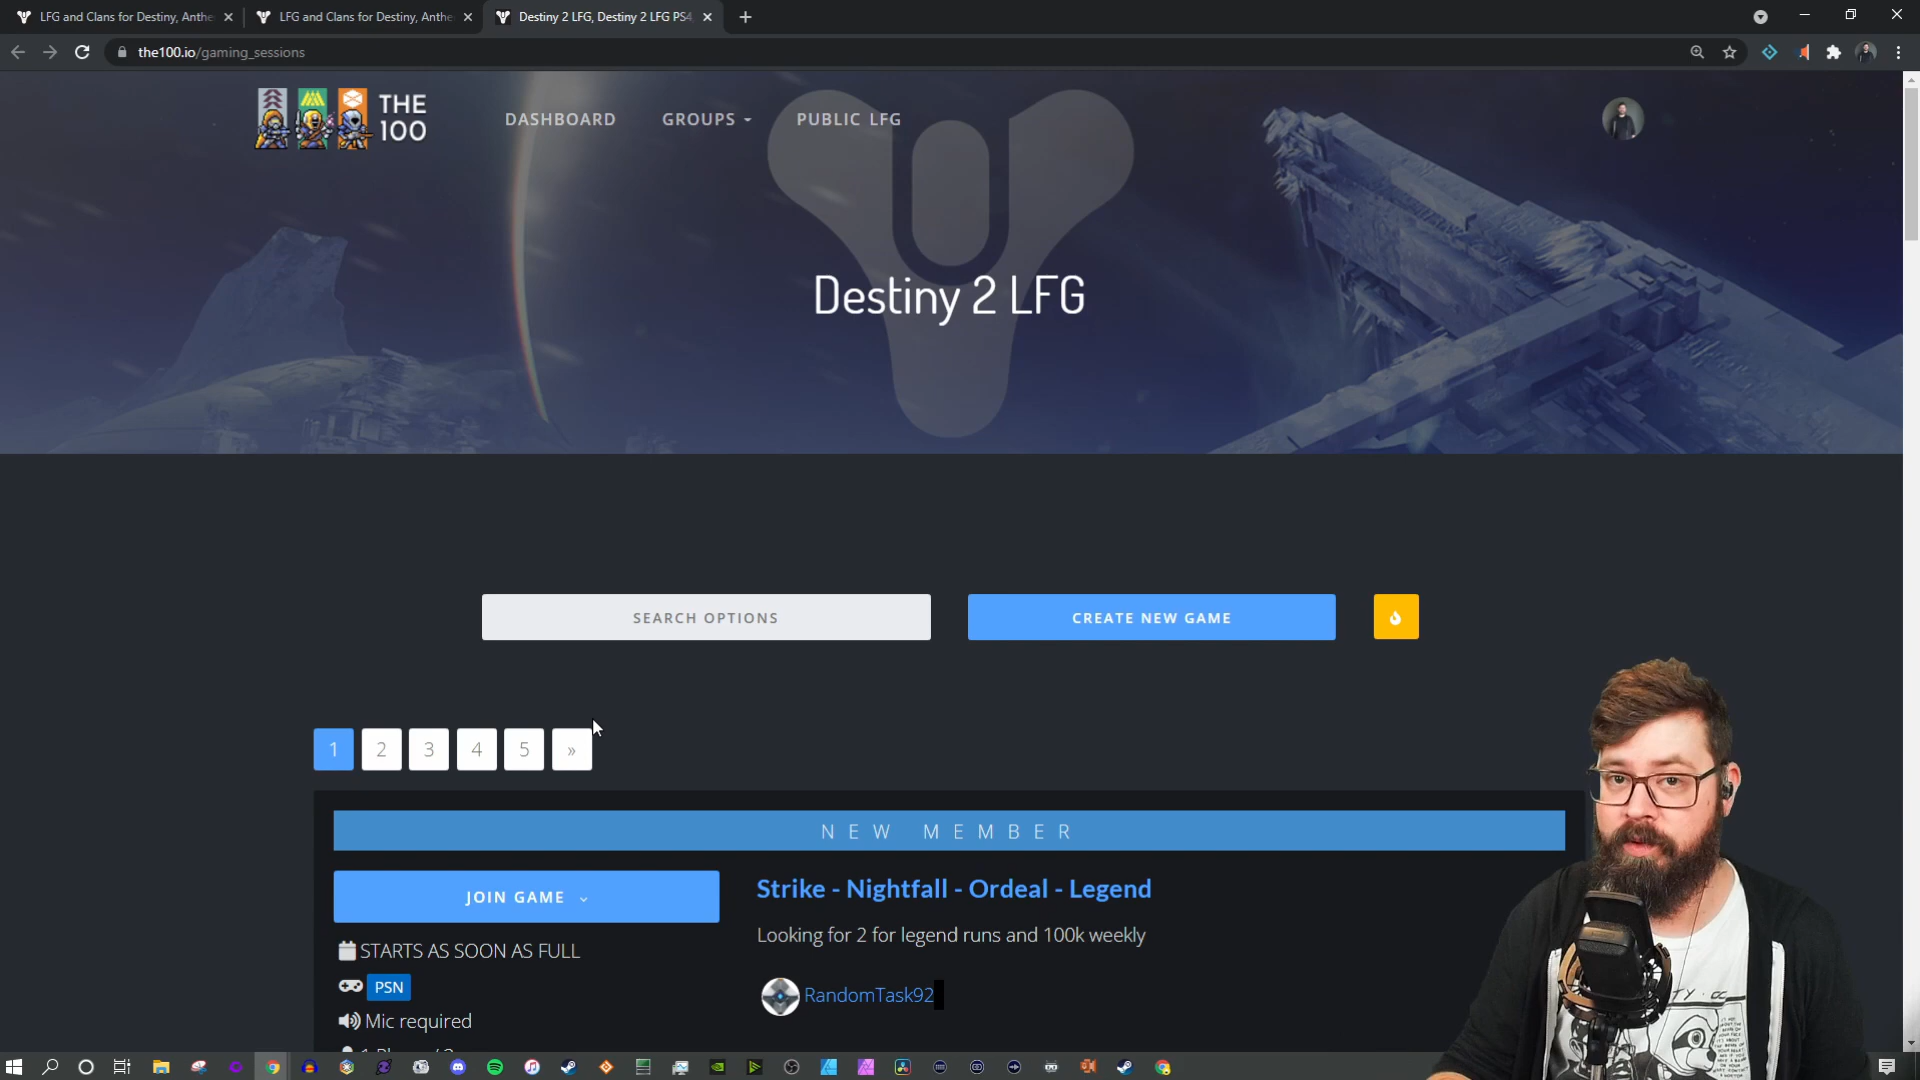 LFG and Clans for Destiny, Anthe
LFG and Clans for Destiny, Anthe
Destiny 2 LFG, Destiny 2 LFG PS4
the100.io/gaming_sessions
THE 100
DASHBOARD
GROUPS
PUBLIC LFG
Destiny 2 LFG
SEARCH OPTIONS
CREATE NEW GAME
1 2 3 4 5 »
NEW MEMBER
JOIN GAME
STARTS AS SOON AS FULL
PSN
Mic required
Strike - Nightfall - Ordeal - Legend
Looking for 2 for legend runs and 100k weekly
RandomTask92